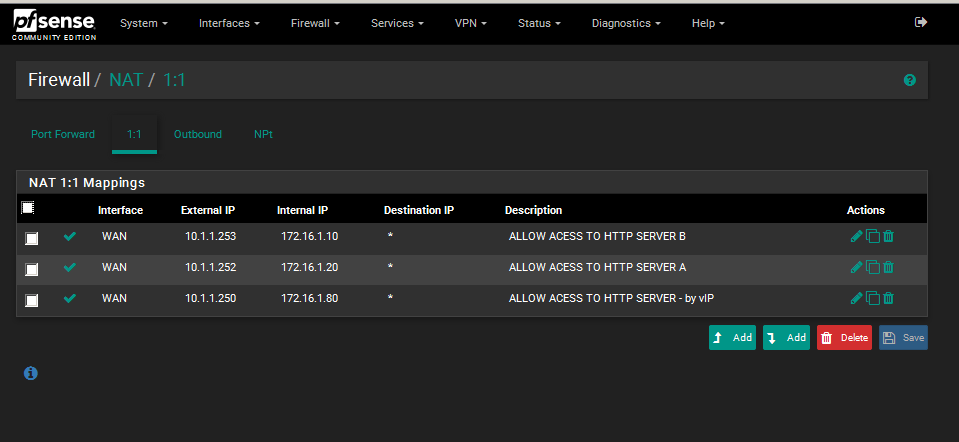 pfsense System Interfaces Firewall Services VPN Status Diagnostics Help
COMMUNITY EDITION
Firewall / NAT / 1:1
Port Forward 1:1 Outbound NPt
NAT 1:1 Mappings
Interface External IP Internal IP Destination IP Description Actions
WAN 10.1.1.253 172.16.1.10 * ALLOW ACESS TO HTTP SERVER B
WAN 10.1.1.252 172.16.1.20 * ALLOW ACESS TO HTTP SERVER A
WAN 10.1.1.250 172.16.1.80 * ALLOW ACESS TO HTTP SERVER - by vIP
Add Add Delete Save